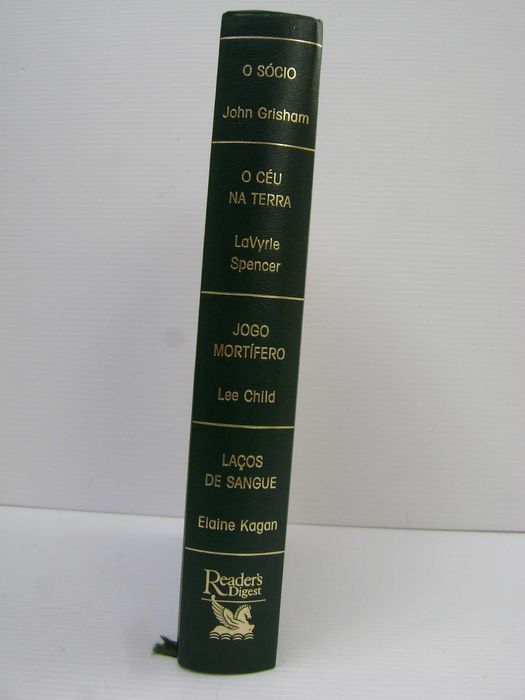 O SÓCIO
John Grisham
O CÉU
NA TERRA
LaVyrle
Spencer
JOGO
MORTÍFERO
Lee Child
LAÇOS
DE SANGUE
Elaine Kagan
Reader's
Digest